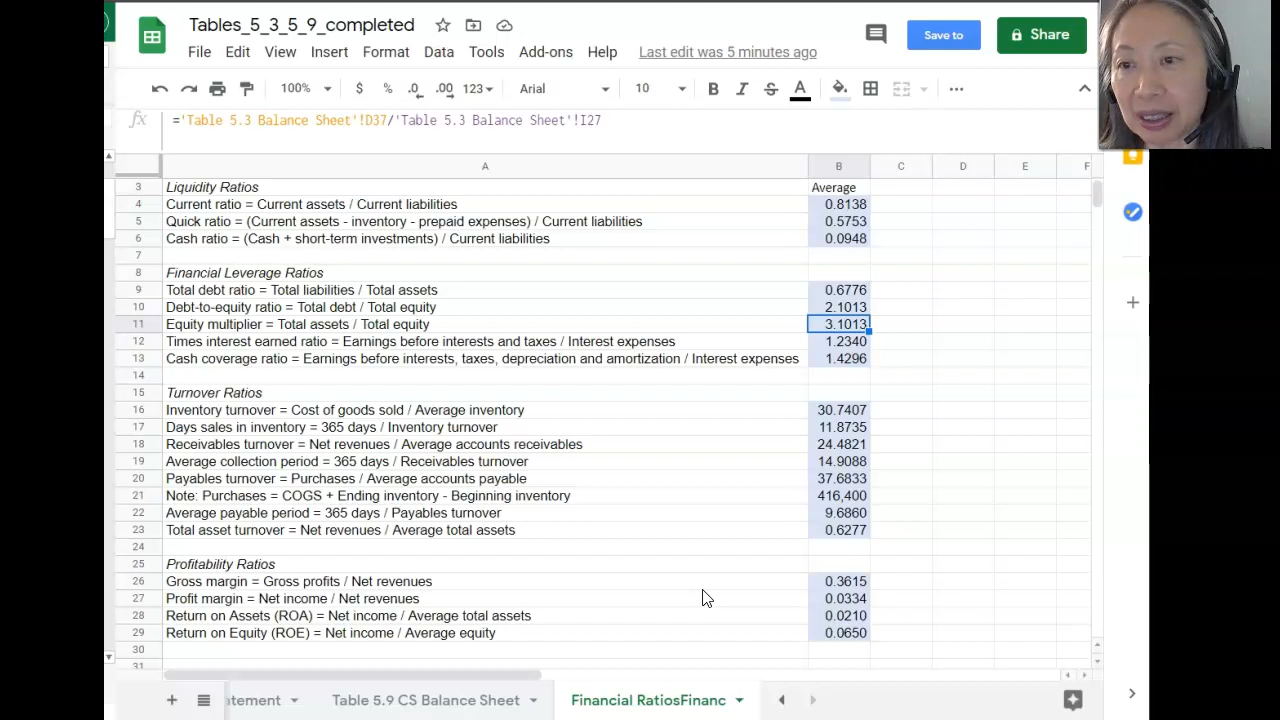 Tables_5_3_5_9_completed
File Edit View Insert Format Data Tools Add-ons Help Last edit was 5 minutes ago
Save to
Share
100% $ % .0 .00 123 Arial 10 B I S A
fx ='Table 5.3 Balance Sheet'!D37/'Table 5.3 Balance Sheet'!I27
A B C D E F
3 Liquidity Ratios Average
4 Current ratio = Current assets / Current liabilities 0.8138
5 Quick ratio = (Current assets - inventory - prepaid expenses) / Current liabilities 0.5753
6 Cash ratio = (Cash + short-term investments) / Current liabilities 0.0948
7
8 Financial Leverage Ratios
9 Total debt ratio = Total liabilities / Total assets 0.6776
10 Debt-to-equity ratio = Total debt / Total equity 2.1013
11 Equity multiplier = Total assets / Total equity 3.1013
12 Times interest earned ratio = Earnings before interests and taxes / Interest expenses 1.2340
13 Cash coverage ratio = Earnings before interests, taxes, depreciation and amortization / Interest expenses 1.4296
14
15 Turnover Ratios
16 Inventory turnover = Cost of goods sold / Average inventory 30.7407
17 Days sales in inventory = 365 days / Inventory turnover 11.8735
18 Receivables turnover = Net revenues / Average accounts receivables 24.4821
19 Average collection period = 365 days / Receivables turnover 14.9088
20 Payables turnover = Purchases / Average accounts payable 37.6833
21 Note: Purchases = COGS + Ending inventory - Beginning inventory 416,400
22 Average payable period = 365 days / Payables turnover 9.6860
23 Total asset turnover = Net revenues / Average total assets 0.6277
24
25 Profitability Ratios
26 Gross margin = Gross profits / Net revenues 0.3615
27 Profit margin = Net income / Net revenues 0.0334
28 Return on Assets (ROA) = Net income / Average total assets 0.0210
29 Return on Equity (ROE) = Net income / Average equity 0.0650
30
31
atement Table 5.9 CS Balance Sheet Financial RatiosFinanc